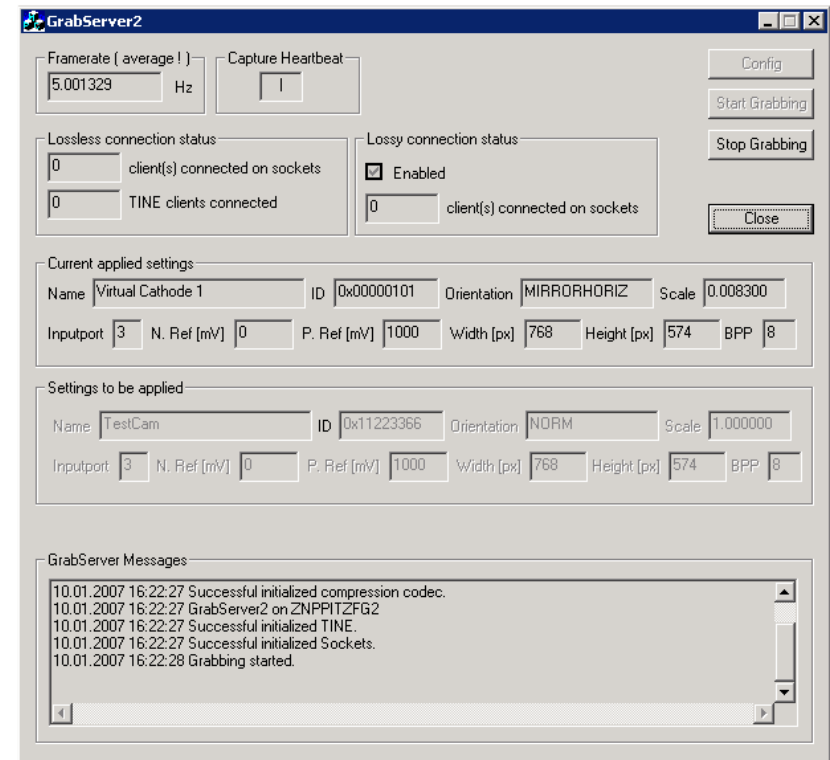 GrabServer2
Framerate ( average ! )
5.001329 Hz
Capture Heartbeat
|
Config
Start Grabbing
Stop Grabbing
Close
Lossless connection status
0 client(s) connected on sockets
0 TINE clients connected
Lossy connection status
Enabled
0 client(s) connected on sockets
Current applied settings
Name Virtual Cathode 1 ID 0x00000101 Orientation MIRRORHORIZ Scale 0.008300
Inputport 3 N. Ref [mV] 0 P. Ref [mV] 1000 Width [px] 768 Height [px] 574 BPP 8
Settings to be applied
Name TestCam ID 0x11223366 Orientation NORM Scale 1.000000
Inputport 3 N. Ref [mV] 0 P. Ref [mV] 1000 Width [px] 768 Height [px] 574 BPP 8
GrabServer Messages
10.01.2007 16:22:27 Successful initialized compression codec.
10.01.2007 16:22:27 GrabServer2 on ZNPPITZFG2
10.01.2007 16:22:27 Successful initialized TINE.
10.01.2007 16:22:27 Successful initialized Sockets.
10.01.2007 16:22:28 Grabbing started.